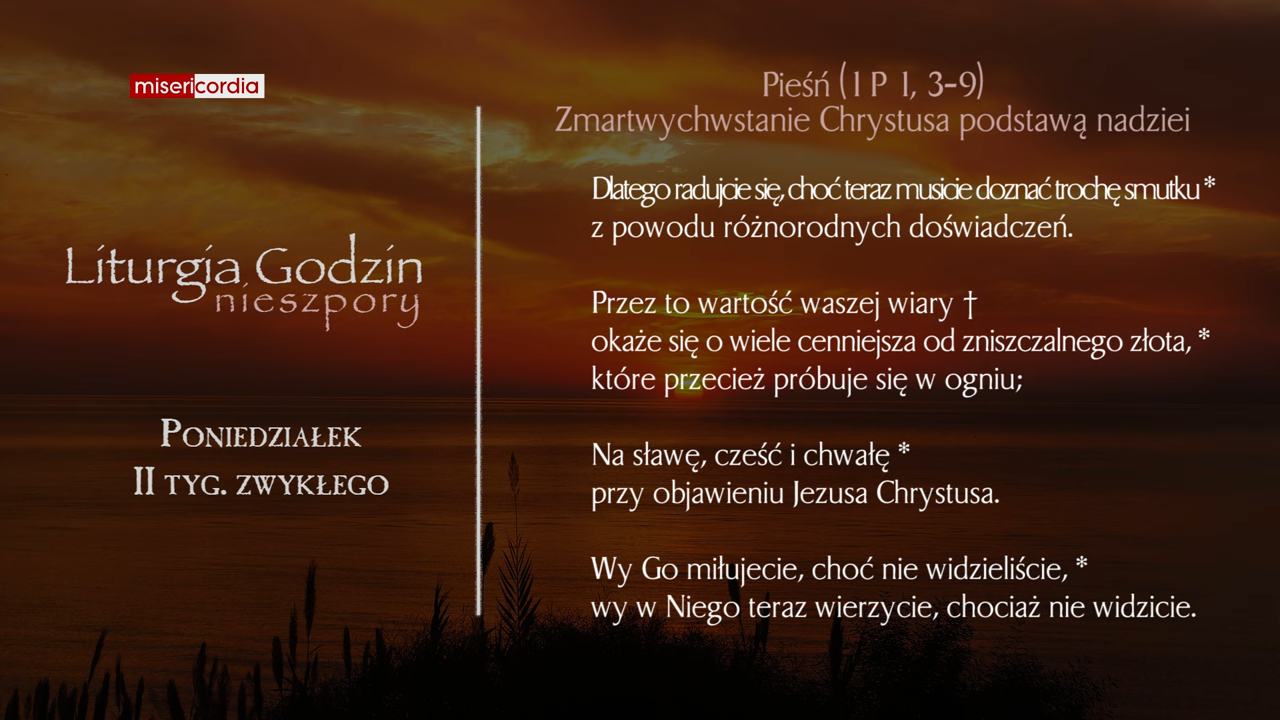 misericordia
Liturgia Godzin
nieszpory
Poniedziałek
II tyg. zwykłego
Pieśń (1 P 1, 3-9)
Zmartwychwstanie Chrystusa podstawą nadziei
Dlatego radujcie się, choć teraz musicie doznać trochę smutku *
z powodu różnorodnych doświadczeń.
Przez to wartość waszej wiary †
okaże się o wiele cenniejsza od zniszczalnego złota, *
które przecież próbuje się w ogniu;
Na sławę, cześć i chwałę *
przy objawieniu Jezusa Chrystusa.
Wy Go miłujecie, choć nie widzieliście, *
wy w Niego teraz wierzycie, chociaż nie widzicie.